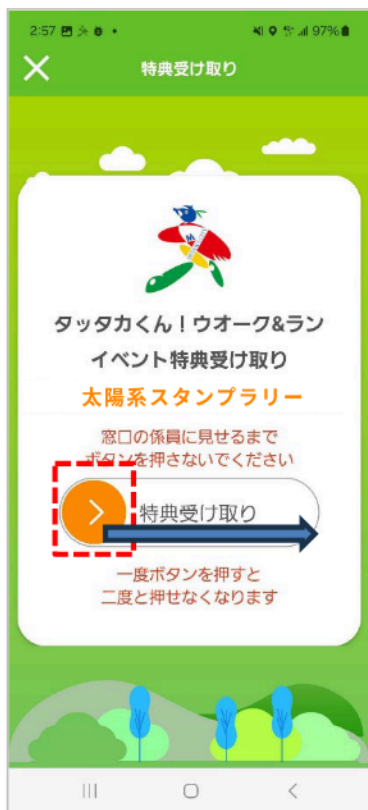 2:57
97%
特典受け取り
タッタカくん！ウオーク&ラン
イベント特典受け取り
太陽系スタンプラリー
窓口の係員に見せるまで
ボタンを押さないでください
特典受け取り
一度ボタンを押すと
二度と押せなくなります